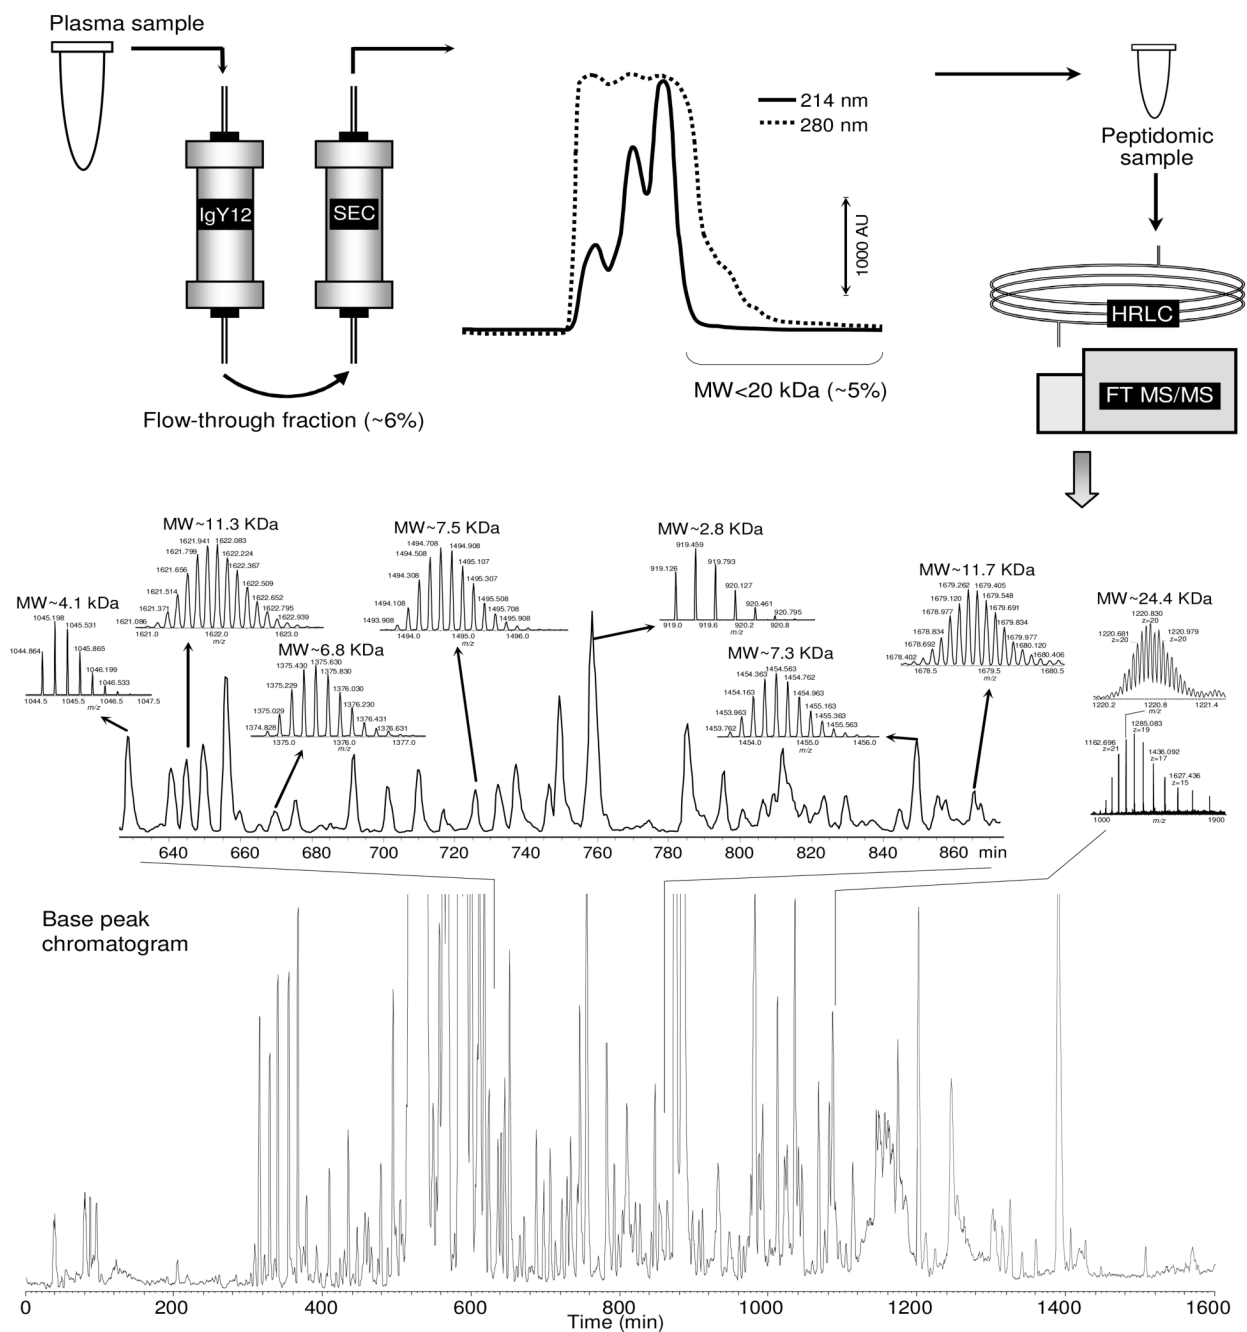 Plasma sample
IgY12
SEC
Flow-through fraction (~6%)
214 nm
280 nm
1000 AU
MW<20 kDa (~5%)
Peptidomic
sample
HRLC
FT MS/MS
MW~4.1 kDa
1045.198
1045.531
1044.864
1045.865
1046.199
1046.533
1044.5
1045.5
1046.5
1047.5
m/z
MW~11.3 KDa
1621.941
1622.083
1621.799
1622.224
1621.656
1622.367
1621.514
1622.509
1621.371
1622.652
1621.086
1622.795
1622.939
1621.0
1622.0
1623.0
m/z
MW~6.8 KDa
1375.430
1375.630
1375.229
1375.830
1375.029
1376.030
1374.828
1376.230
1376.431
1376.631
1375.0
1376.0
1377.0
m/z
MW~7.5 KDa
1494.708
1494.908
1494.508
1495.107
1494.308
1495.307
1494.108
1495.508
1493.908
1495.708
1495.908
1494.0
1495.0
1496.0
m/z
MW~2.8 KDa
919.459
919.126
919.793
920.127
920.461
920.795
919.0
919.6
920.2
920.8
m/z
MW~7.3 KDa
1454.563
1454.363
1454.762
1454.163
1454.963
1453.963
1455.163
1453.762
1455.363
1455.563
1454.0
1455.0
1456.0
m/z
MW~11.7 KDa
1679.262
1679.405
1679.120
1679.548
1678.977
1679.691
1678.834
1679.834
1678.692
1679.977
1678.402
1680.120
1680.406
1678.5
1679.5
1680.5
m/z
MW~24.4 KDa
1220.830
z=20
1220.681
z=20
1220.979
z=20
1220.2
1220.8
1221.4
m/z
1285.083
z=19
1162.696
z=21
1436.092
z=17
1627.436
z=15
1000
1900
m/z
640 660 680 700 720 740 760 780 800 820 840 860 min
Base peak
chromatogram
0 200 400 600 800 1000 1200 1400 1600
Time (min)